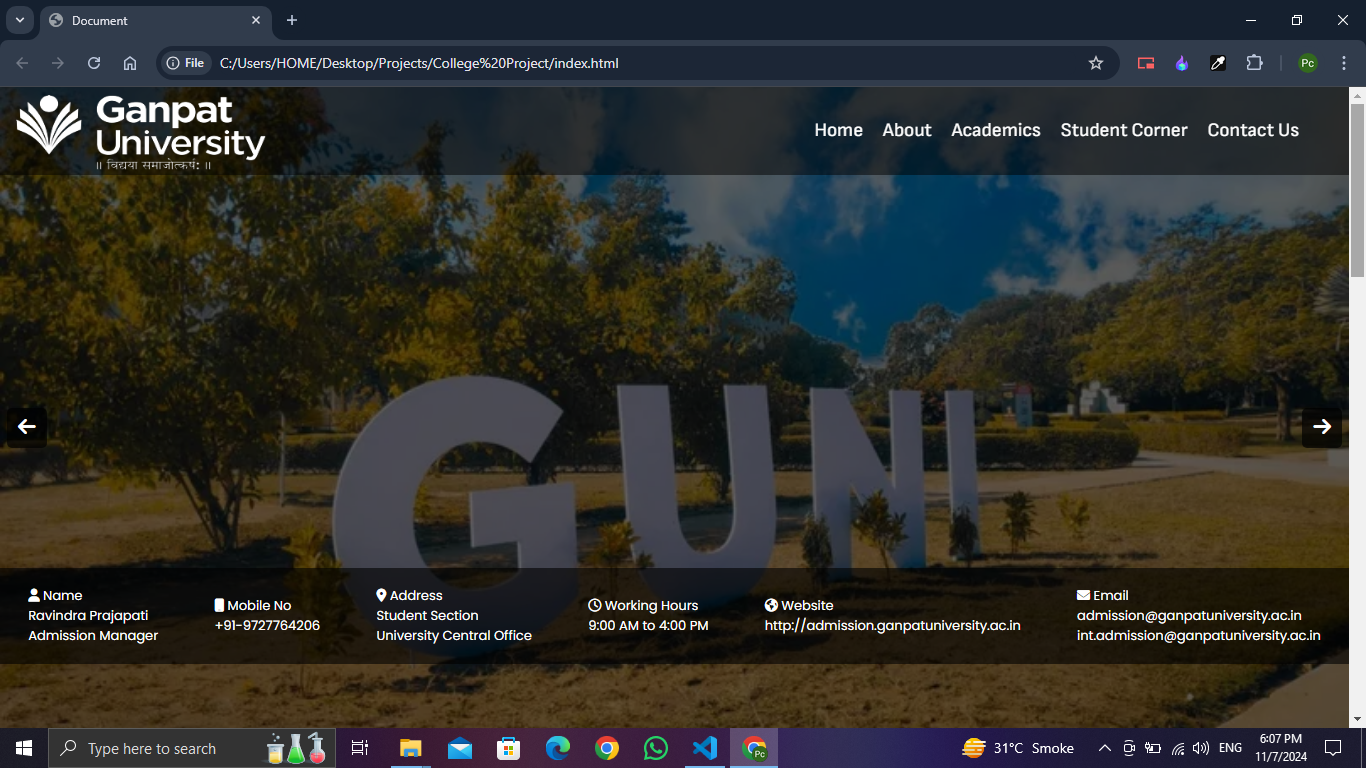 Document
File
C:/Users/HOME/Desktop/Projects/College%20Project/index.html
Pc
Ganpat
University
॥ विद्यया समाजोत्कर्षः ॥
Home About Academics Student Corner Contact Us
GUNI
Name
Ravindra Prajapati
Admission Manager
Mobile No
+91-9727764206
Address
Student Section
University Central Office
Working Hours
9:00 AM to 4:00 PM
Website
http://admission.ganpatuniversity.ac.in
Email
admission@ganpatuniversity.ac.in
int.admission@ganpatuniversity.ac.in
Type here to search
Pc
31°C Smoke
ENG
6:07 PM
11/7/2024